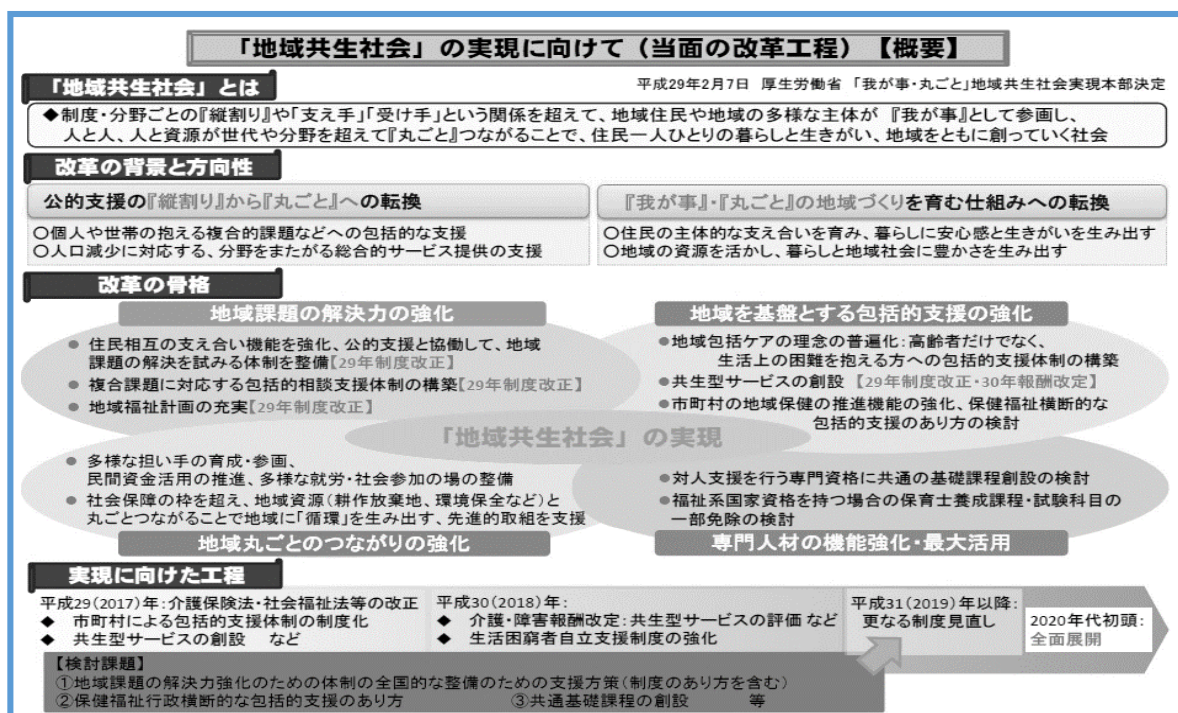 「地域共生社会」の実現に向けて（当面の改革工程）【概要】
「地域共生社会」とは
平成29年2月7日 厚生労働省 「我が事・丸ごと」地域共生社会実現本部決定
◆制度・分野ごとの『縦割り』や「支え手」「受け手」という関係を超えて、地域住民や地域の多様な主体が 『我が事』として参画し、
人と人、人と資源が世代や分野を超えて『丸ごと』つながることで、住民一人ひとりの暮らしと生きがい、地域をともに創っていく社会
改革の背景と方向性
公的支援の『縦割り』から『丸ごと』への転換
○個人や世帯の抱える複合的課題などへの包括的な支援
○人口減少に対応する、分野をまたがる総合的サービス提供の支援
『我が事』・『丸ごと』の地域づくりを育む仕組みへの転換
○住民の主体的な支え合いを育み、暮らしに安心感と生きがいを生み出す
○地域の資源を活かし、暮らしと地域社会に豊かさを生み出す
改革の骨格
地域課題の解決力の強化
● 住民相互の支え合い機能を強化、公的支援と協働して、地域
課題の解決を試みる体制を整備【29年制度改正】
● 複合課題に対応する包括的相談支援体制の構築【29年制度改正】
● 地域福祉計画の充実【29年制度改正】
地域を基盤とする包括的支援の強化
●地域包括ケアの理念の普遍化：高齢者だけでなく、
生活上の困難を抱える方への包括的支援体制の構築
●共生型サービスの創設 【29年制度改正・30年報酬改定】
●市町村の地域保健の推進機能の強化、保健福祉横断的な
包括的支援のあり方の検討
「地域共生社会」の実現
● 多様な担い手の育成・参画、
民間資金活用の推進、多様な就労・社会参加の場の整備
● 社会保障の枠を超え、地域資源（耕作放棄地、環境保全など）と
丸ごとつながることで地域に「循環」を生み出す、先進的取組を支援
地域丸ごとのつながりの強化
●対人支援を行う専門資格に共通の基礎課程創設の検討
●福祉系国家資格を持つ場合の保育士養成課程・試験科目の
一部免除の検討
専門人材の機能強化・最大活用
実現に向けた工程
平成29（2017）年：介護保険法・社会福祉法等の改正
◆ 市町村による包括的支援体制の制度化
◆ 共生型サービスの創設 など
平成30（2018）年：
◆ 介護・障害報酬改定：共生型サービスの評価 など
◆ 生活困窮者自立支援制度の強化
平成31（2019）年以降：
更なる制度見直し
2020年代初頭：
全面展開
【検討課題】
①地域課題の解決力強化のための体制の全国的な整備のための支援方策（制度のあり方を含む）
②保健福祉行政横断的な包括的支援のあり方 ③共通基礎課程の創設 等